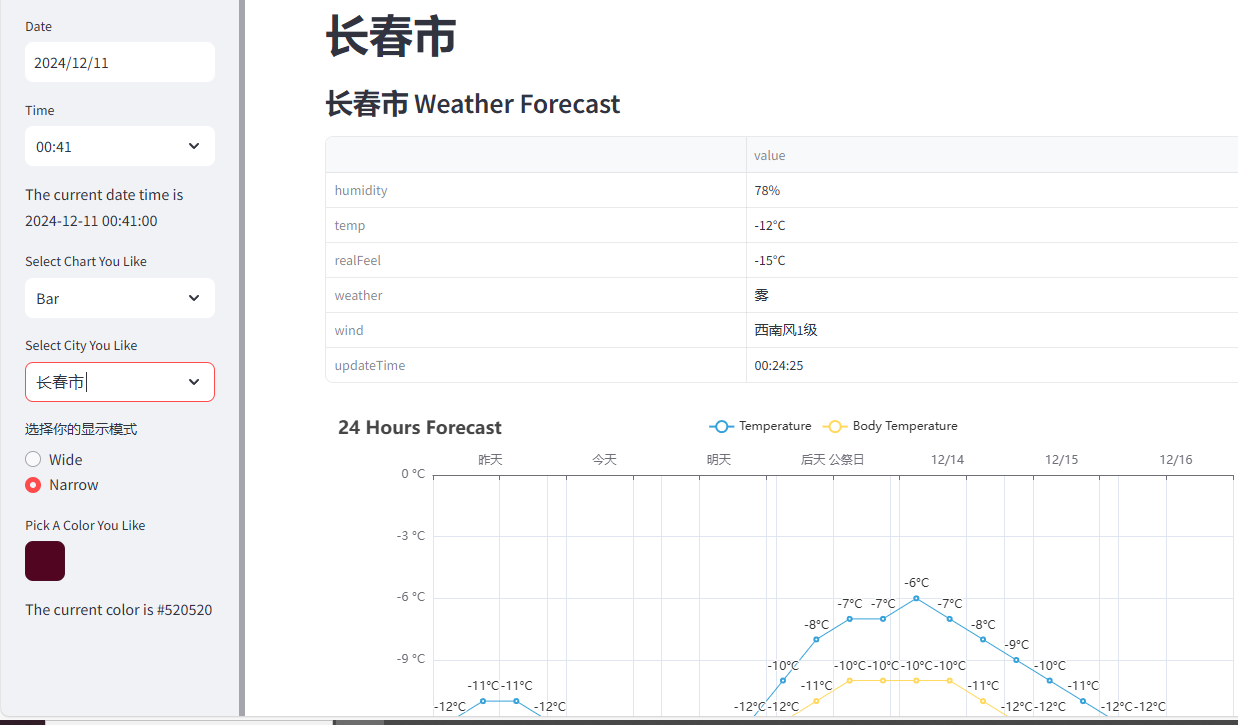 Date
2024/12/11
Time
00:41
The current date time is
2024-12-11 00:41:00
Select Chart You Like
Bar
Select City You Like
长春市
选择你的显示模式
Wide
Narrow
Pick A Color You Like
The current color is #520520
长春市
长春市 Weather Forecast
value
humidity 78%
temp -12°C
realFeel -15°C
weather 雾
wind 西南风1级
updateTime 00:24:25
24 Hours Forecast
Temperature Body Temperature
昨天 今天 明天 后天 公祭日 12/14 12/15 12/16
0 °C
-3 °C
-6°C
-6 °C
-7°C -7°C -7°C
-8°C -8°C
-9°C
-9 °C
-10°C -10°C -10°C -10°C -10°C -10°C
-11°C -11°C -11°C -11°C -11°C
-12°C -12°C -12°C -12°C -12°C -12°C -12°C -12°C